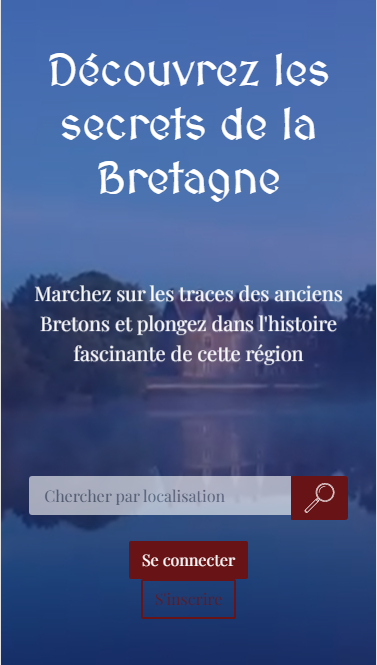 Découvrez les
secrets de la
Bretagne
Marchez sur les traces des anciens
Bretons et plongez dans l'histoire
fascinante de cette région
Chercher par localisation
Se connecter
S'inscrire